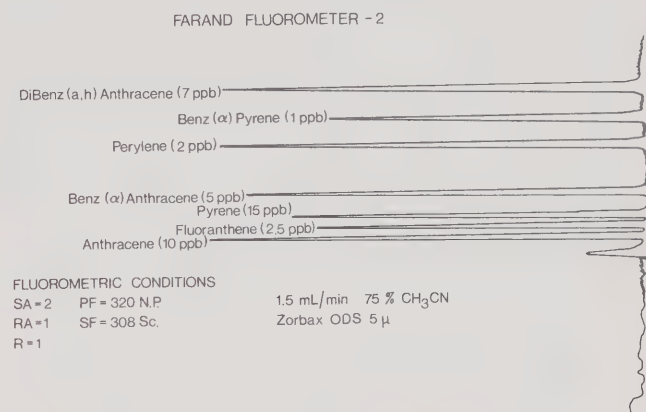 FARAND FLUOROMETER - 2
DiBenz (a,h) Anthracene (7 ppb)
Benz (α) Pyrene (1 ppb)
Perylene (2 ppb)
Benz (α) Anthracene (5 ppb)
Pyrene (15 ppb)
Fluoranthene (2.5 ppb)
Anthracene (10 ppb)
FLUOROMETRIC CONDITIONS
SA = 2 PF = 320 N.P.
RA = 1 SF = 308 Sc.
R = 1
1.5 mL/min 75 % CH₃CN
Zorbax ODS 5 μ